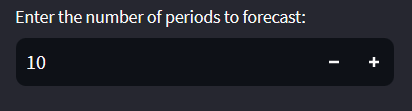 Enter the number of periods to forecast:
10 − +